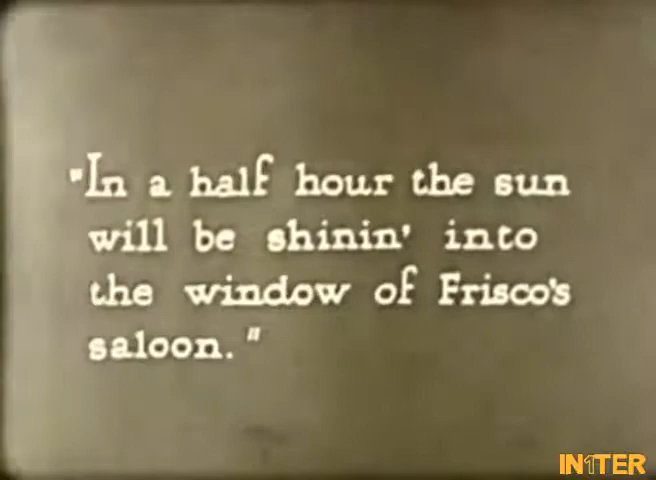 "In a half hour the sun
will be shinin' into
the window of Frisco's
saloon."
IN1TER